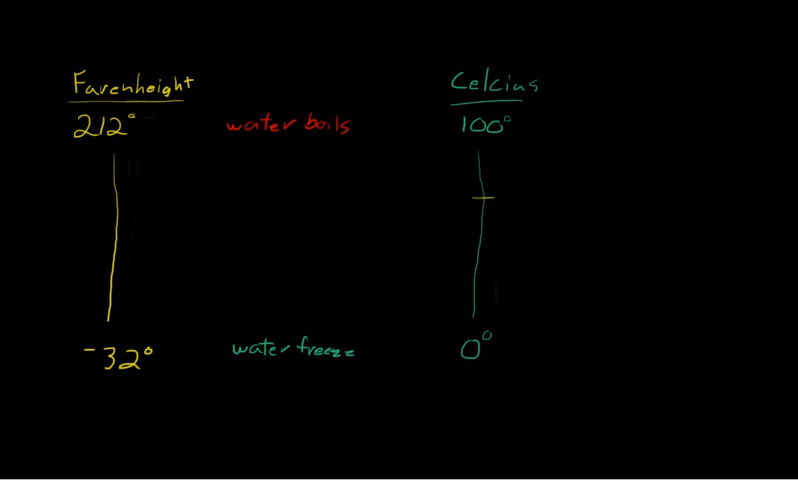 Farenheight
Celcius
212°
water boils
100°
-32°
water freeze
0°